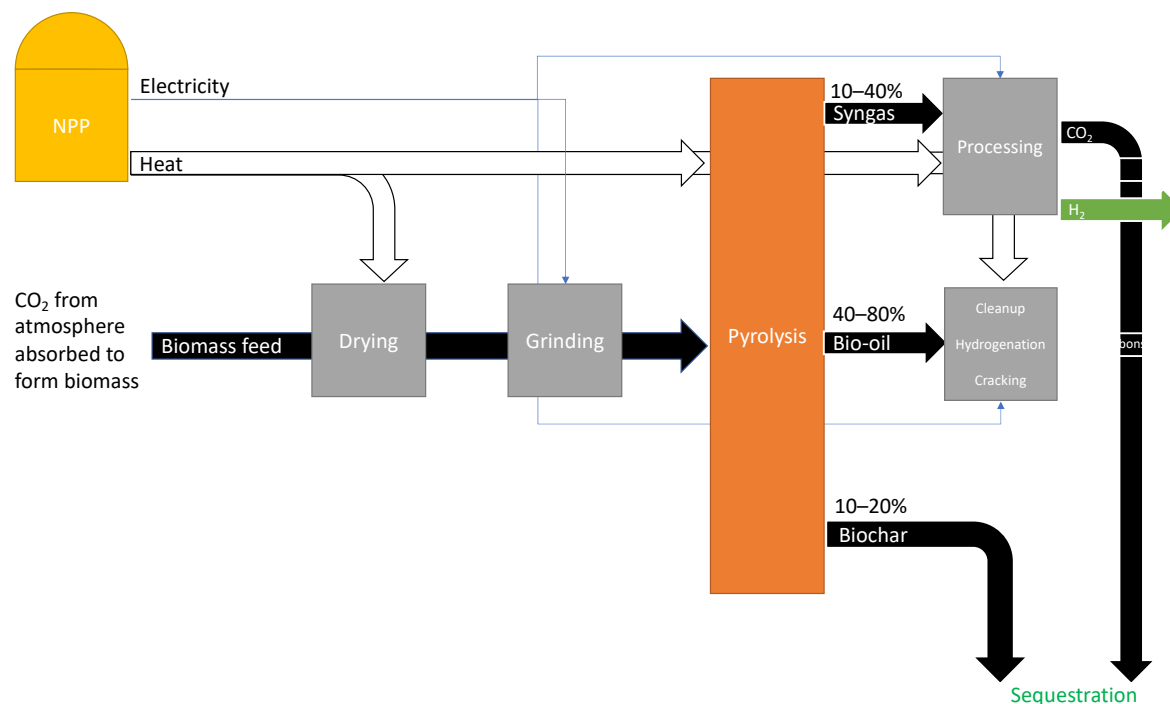 Electricity
NPP
Heat
10–40%
Syngas
Processing
CO₂
H₂
CO₂ from
atmosphere
absorbed to
form biomass
Biomass feed
Drying
Grinding
Pyrolysis
40–80%
Bio-oil
Cleanup
Hydrogenation
Cracking
10–20%
Biochar
Sequestration